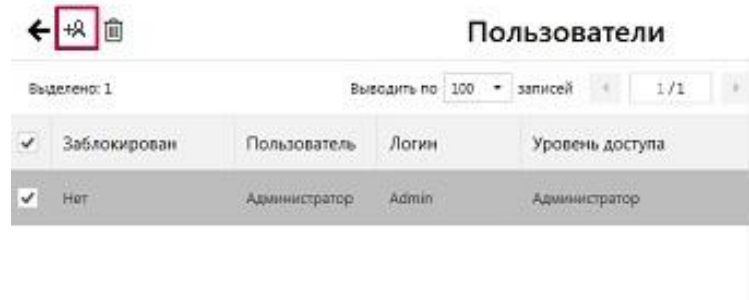 Пользователи
Выделено: 1 Выводить по 100 записей 1/1
Заблокирован Пользователь Логин Уровень доступа
Нет Администратор Admin Администратор